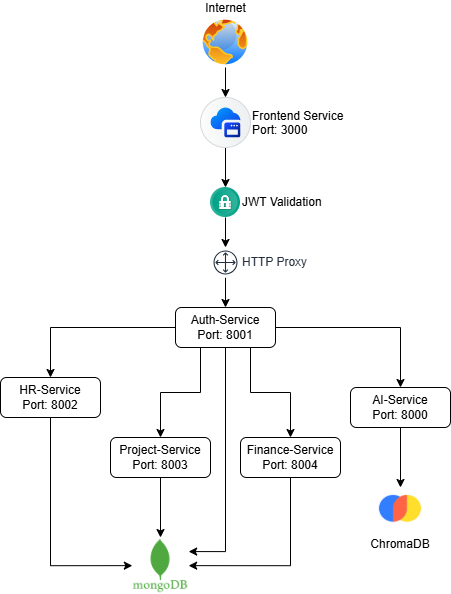 Internet
Frontend Service
Port: 3000
JWT Validation
HTTP Proxy
Auth-Service
Port: 8001
HR-Service
Port: 8002
AI-Service
Port: 8000
Project-Service
Port: 8003
Finance-Service
Port: 8004
ChromaDB
mongoDB